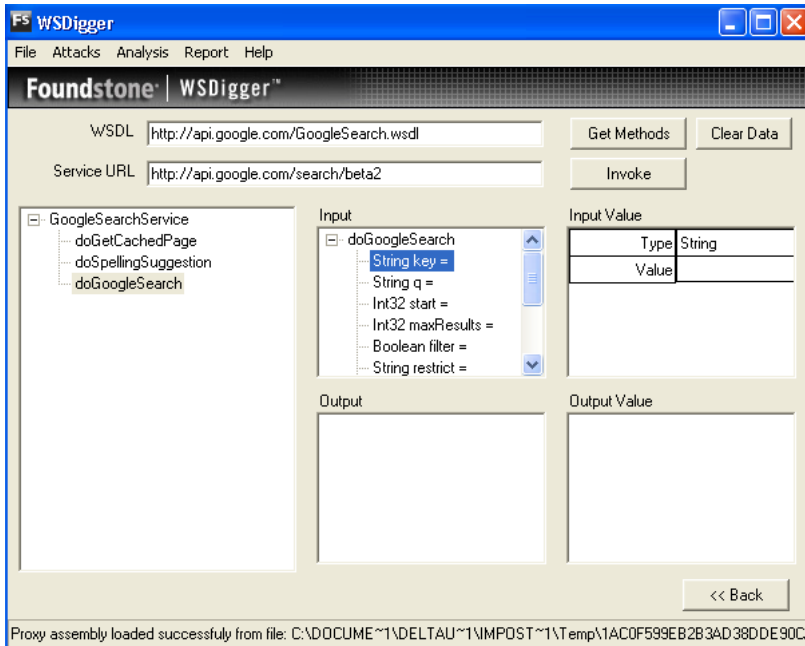 Fs WSDigger
File Attacks Analysis Report Help
Foundstone | WSDigger™
WSDL http://api.google.com/GoogleSearch.wsdl Get Methods Clear Data
Service URL http://api.google.com/search/beta2 Invoke
GoogleSearchService
doGetCachedPage
doSpellingSuggestion
doGoogleSearch
Input
doGoogleSearch
String key =
String q =
Int32 start =
Int32 maxResults =
Boolean filter =
String restrict =
Input Value
Type String
Value
Output
Output Value
<< Back
Proxy assembly loaded successfuly from file: C:\DOCUME~1\DELTAU~1\IMPOST~1\Temp\1AC0F599EB2B3AD38DDE90C